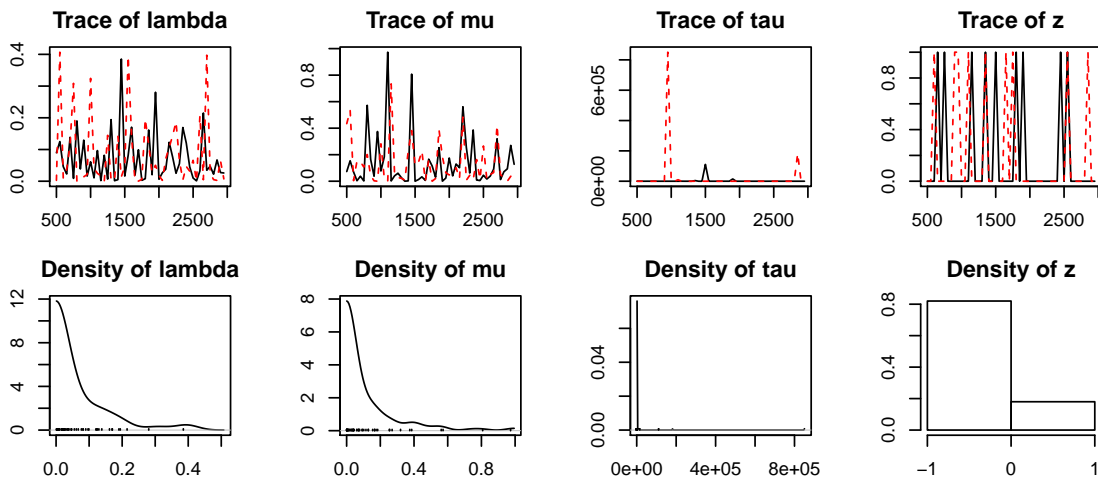 Trace of lambda
Trace of mu
Trace of tau
Trace of z
0.0 0.2 0.4
500 1500 2500
0.0 0.4 0.8
500 1500 2500
0e+00 6e+05
500 1500 2500
0.0 0.4 0.8
500 1500 2500
Density of lambda
Density of mu
Density of tau
Density of z
0 4 8 12
0.0 0.2 0.4
0 2 4 6 8
0.0 0.4 0.8
0.00 0.04
0e+00 4e+05 8e+05
0.0 0.4 0.8
−1 0 1